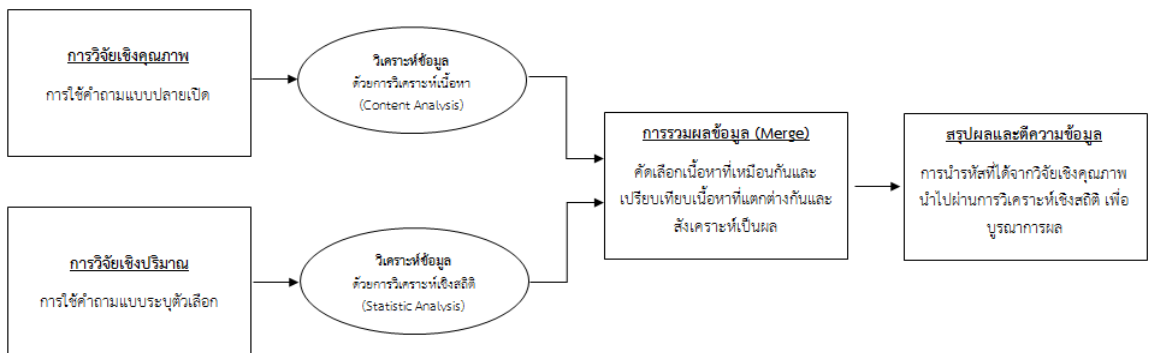 การวิจัยเชิงคุณภาพ
การใช้คำถามแบบปลายเปิด
วิเคราะห์ข้อมูล
ด้วยการวิเคราะห์เนื้อหา
(Content Analysis)
การวิจัยเชิงปริมาณ
การใช้คำถามแบบระบุตัวเลือก
วิเคราะห์ข้อมูล
ด้วยการวิเคราะห์เชิงสถิติ
(Statistic Analysis)
การรวมผลข้อมูล (Merge)
คัดเลือกเนื้อหาที่เหมือนกันและ
เปรียบเทียบเนื้อหาที่แตกต่างกันและ
สังเคราะห์เป็นผล
สรุปผลและตีความข้อมูล
การนำรหัสที่ได้จากวิจัยเชิงคุณภาพ
นำไปผ่านการวิเคราะห์เชิงสถิติ เพื่อ
บูรณาการผล